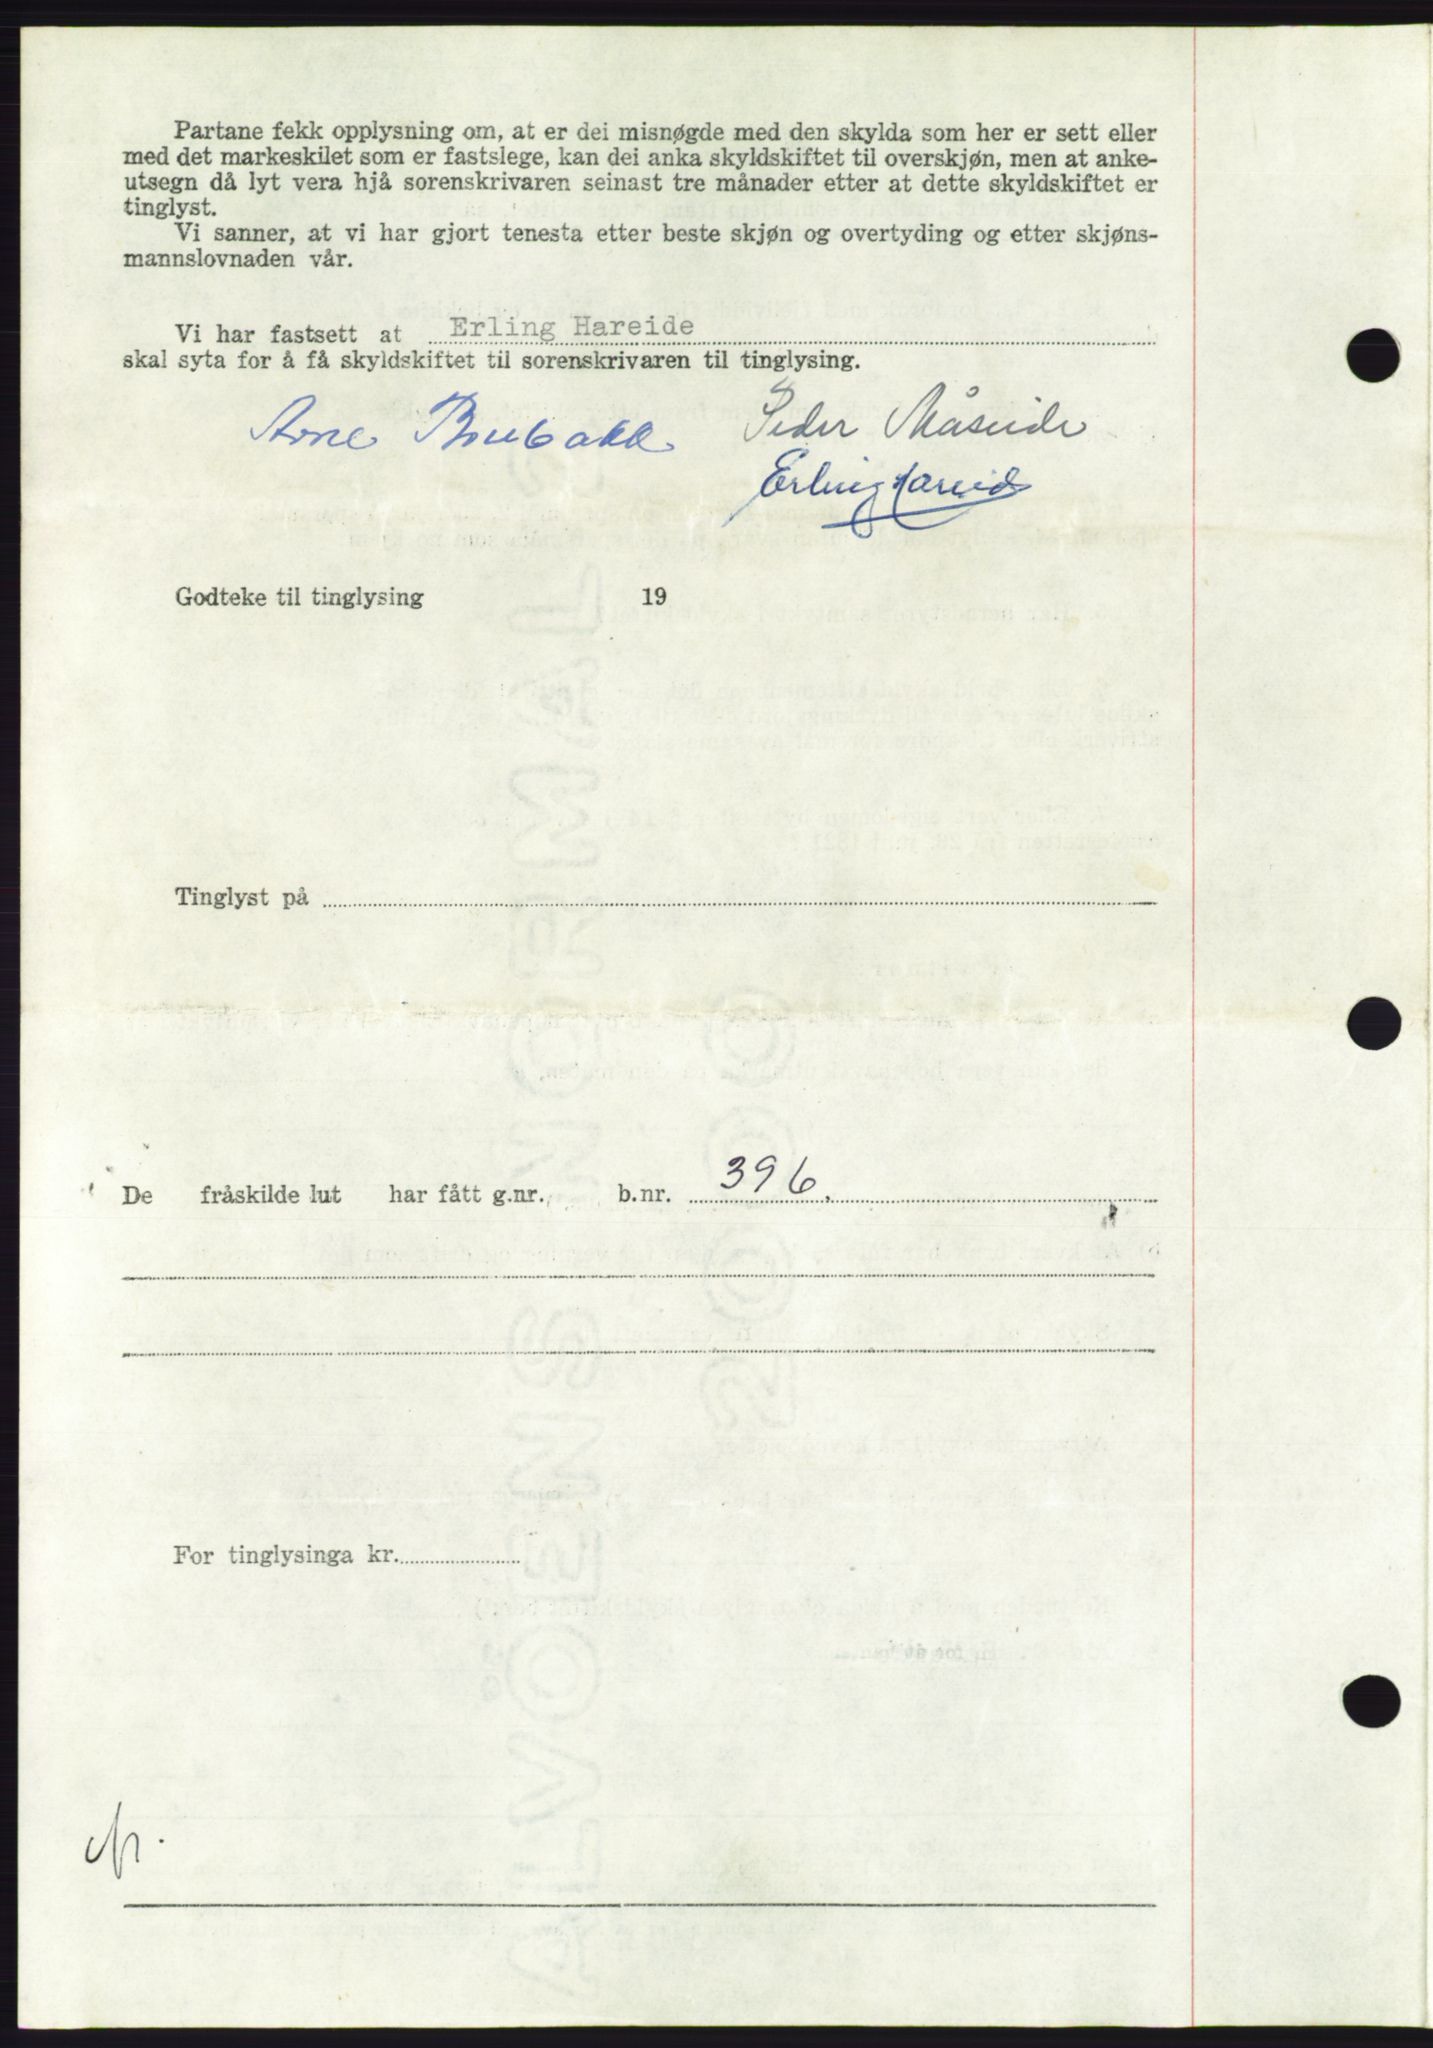 Partane fekk opplysning om, at er dei misnøgde med den skylda som her er sett eller
med det markeskilet som er fastslege, kan dei anka skyldskiftet til overskjøn, men at anke-
utsegn då lyt vera hjå sorenskrivaren seinast tre månader etter at dette skyldskiftet er
tinglyst.
Vi sanner, at vi har gjort tenesta etter beste skjøn og overtyding og etter skjøns-
mannslovnaden vår.
Vi har fastsett at Erling Hareide
skal syta for å få skyldskiftet til sorenskrivaren til tinglysing.
Arne Brubakk Peder Måseide
Erling Hareide
Godteke til tinglysing 19
Tinglyst på
De fråskilde lut har fått g.nr. b.nr. 396.
For tinglysinga kr.